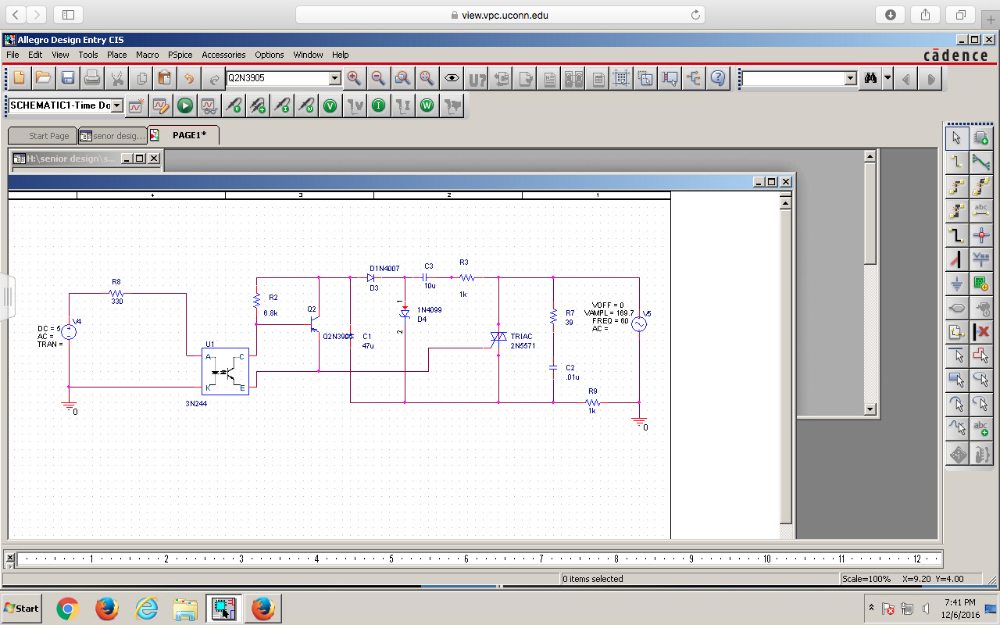 view.vpc.uconn.edu
Allegro Design Entry CIS
File Edit View Tools Place Macro PSpice Accessories Options Window Help
cādence
Q2N3905
U?
SCHEMATIC1-Time Do
V I W
Start Page
senor desig...
PAGE1*
H:\senior design\s...
abc
4 3 2 1
R8
330
V4
DC = 5
AC =
TRAN =
0
U1
A C
K E
3N244
R2
6.8k
Q2
Q2N3905
C1
47u
D1N4007
D3
1
1N4099
D4
2
C3
10u
R3
1k
TRIAC
2N5571
R7
39
C2
.01u
R9
1k
VOFF = 0
VAMPL = 169.7
FREQ = 60
AC =
V5
0
abc
1 2 3 4 5 6 7 8 9 10 11 12
0 items selected
Scale=100% X=9.20 Y=4.00
Start
7:41 PM
12/6/2016